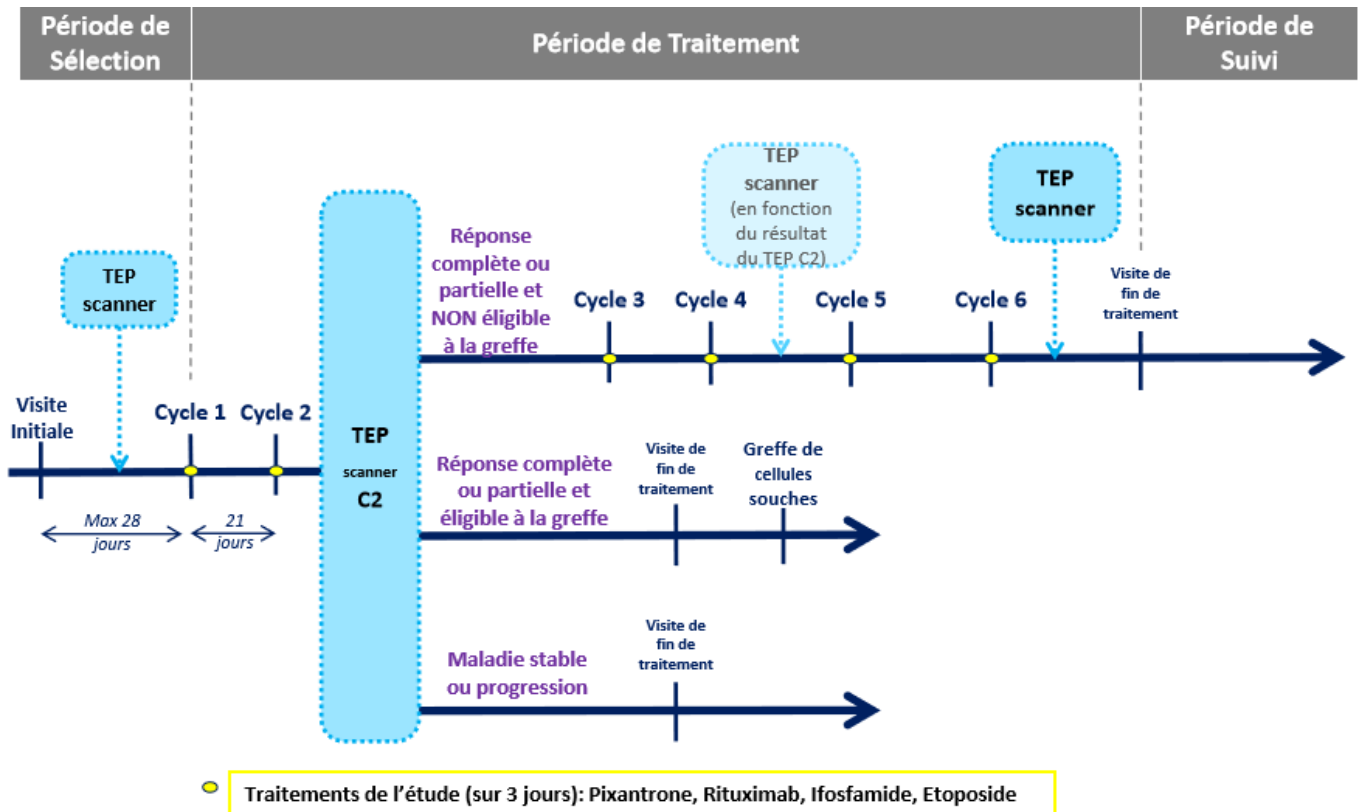 Période de
Sélection
Période de Traitement
Période de
Suivi
TEP
scanner
(en fonction
du résultat
du TEP C2)
TEP
scanner
Réponse
complète ou
partielle et
NON éligible
à la greffe
TEP
scanner
Visite de
fin de
traitement
Cycle 3
Cycle 4
Cycle 5
Cycle 6
Visite
Initiale
Cycle 1
Cycle 2
TEP
scanner
C2
Réponse complète
ou partielle et
éligible à la greffe
Visite de
fin de
traitement
Greffe de
cellules
souches
Max 28
jours
21
jours
Maladie stable
ou progression
Visite de
fin de
traitement
Traitements de l'étude (sur 3 jours): Pixantrone, Rituximab, Ifosfamide, Etoposide